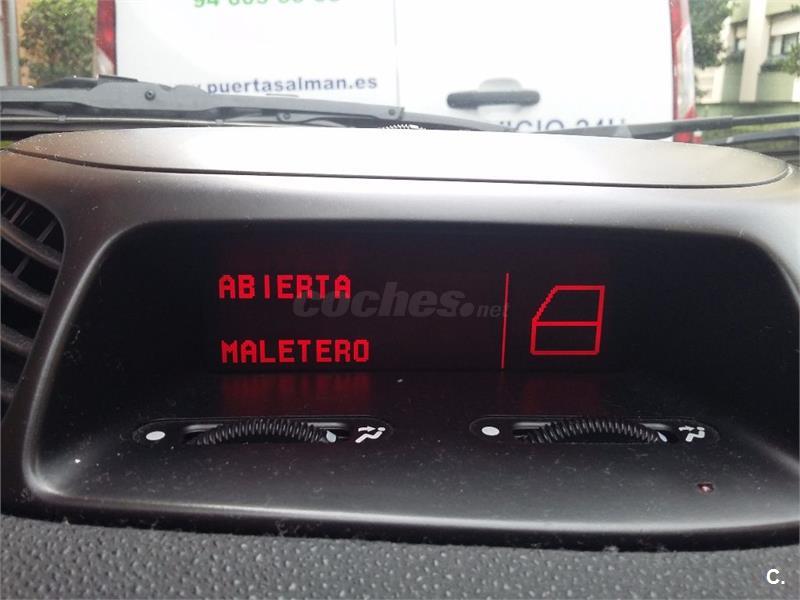 www.puertasalman.es
ABIERTA
coches.net
MALETERO
C.